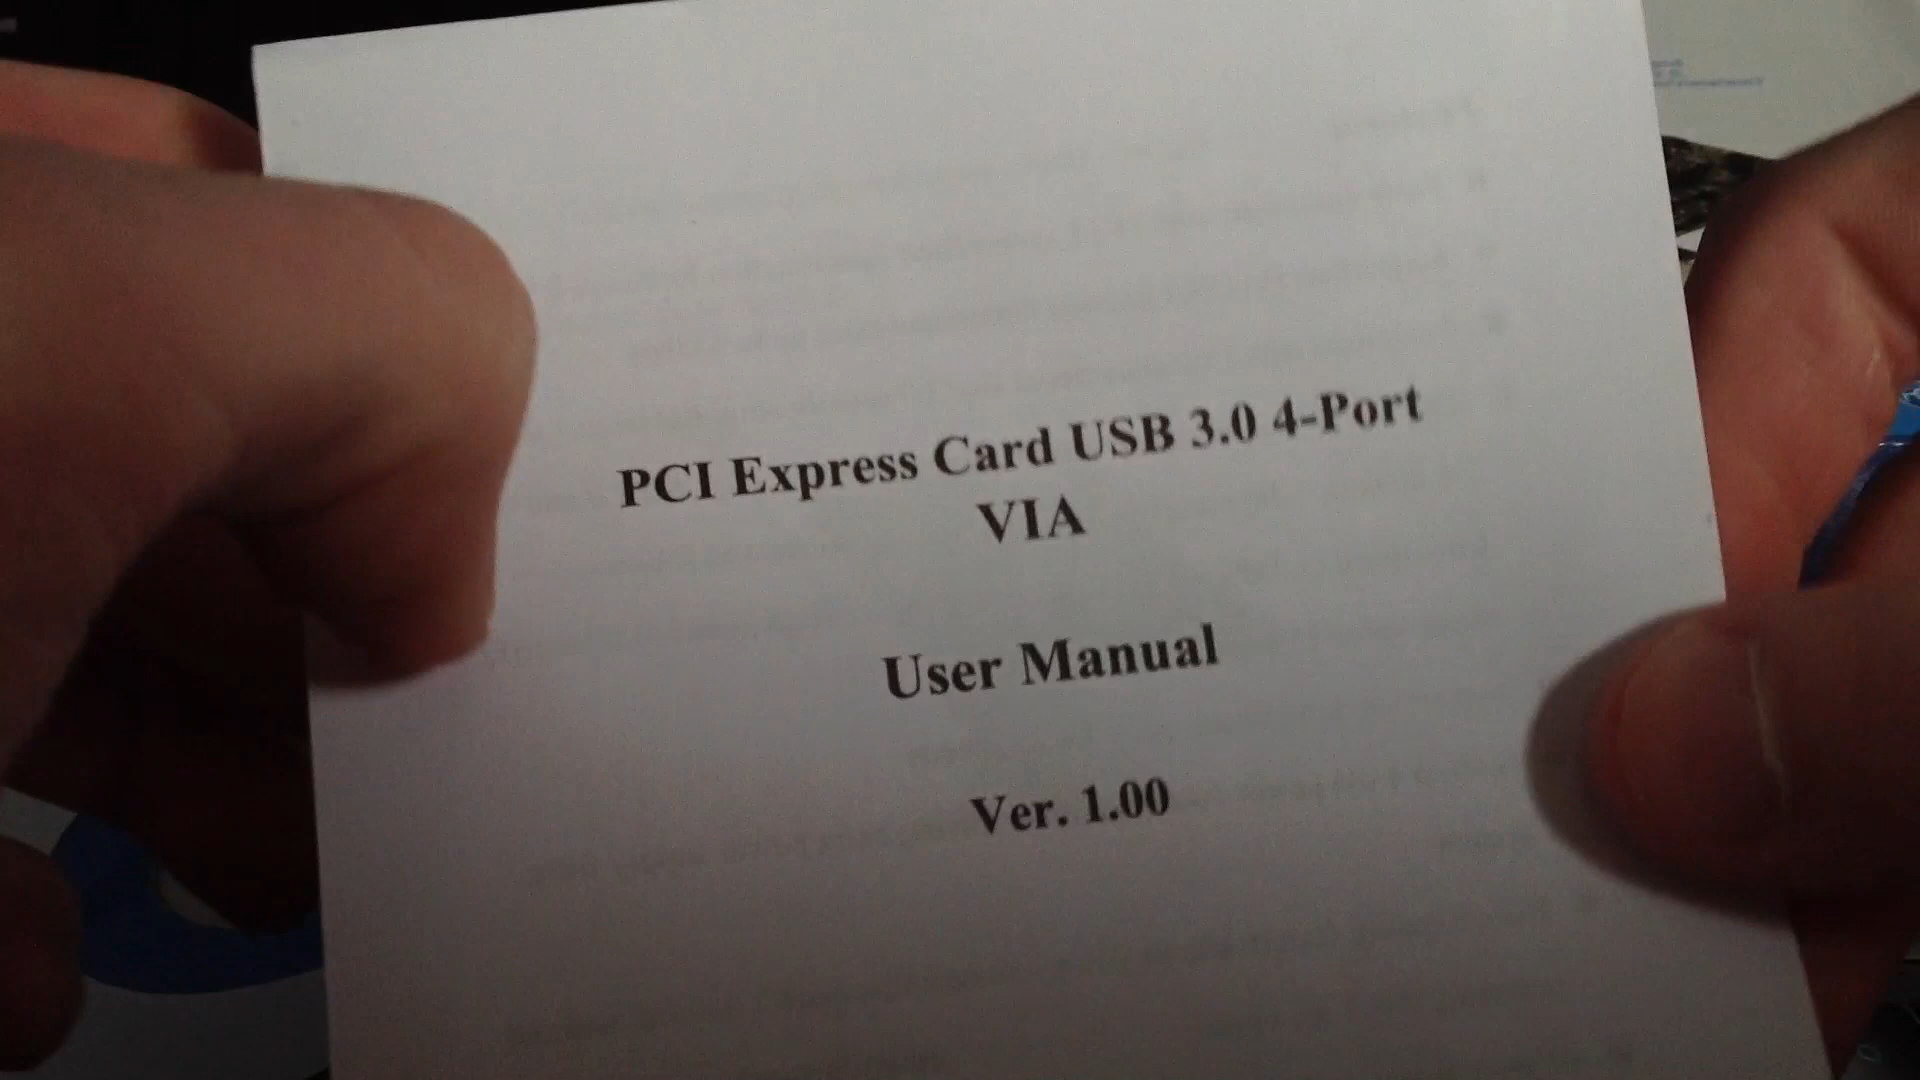 PCI Express Card USB 3.0 4-Port
VIA
User Manual
Ver. 1.00